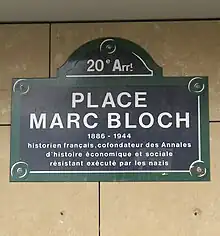 20e Arrt
PLACE
MARC BLOCH
1886 - 1944
historien français, cofondateur des Annales
d'histoire économique et sociale
résistant exécuté par les nazis